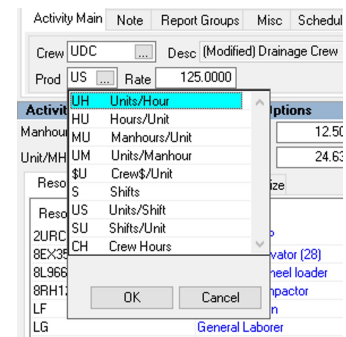 Activity Main Note Report Groups Misc Schedul
Crew UDC ... Desc (Modified) Drainage Crew
Prod US ... Rate 125.0000
Activit ptions
Manhour 12.50
Unit/MH 24.63
Reso ize
UH Units/Hour
HU Hours/Unit
MU Manhours/Unit
UM Units/Manhour
$U Crew$/Unit
S Shifts
US Units/Shift
SU Shifts/Unit
CH Crew Hours
OK Cancel
Reso
2URC
8EX35 vator (28)
8L966 heel loader
8RH12 mpactor
LF n
LG General Laborer